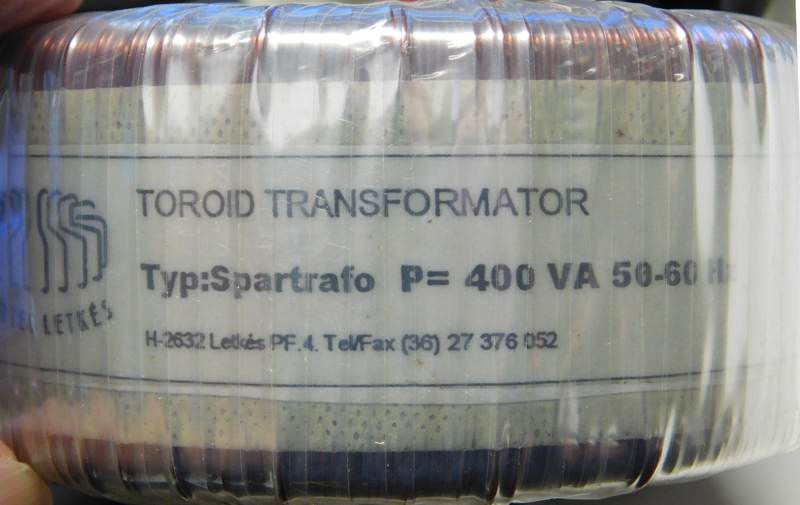 TOROID TRANSFORMATOR
Typ:Spartrafo P= 400 VA 50-60 Hz
LETKÉS
H-2632 Letkés PF.4. Tel/Fax (36) 27 376 052